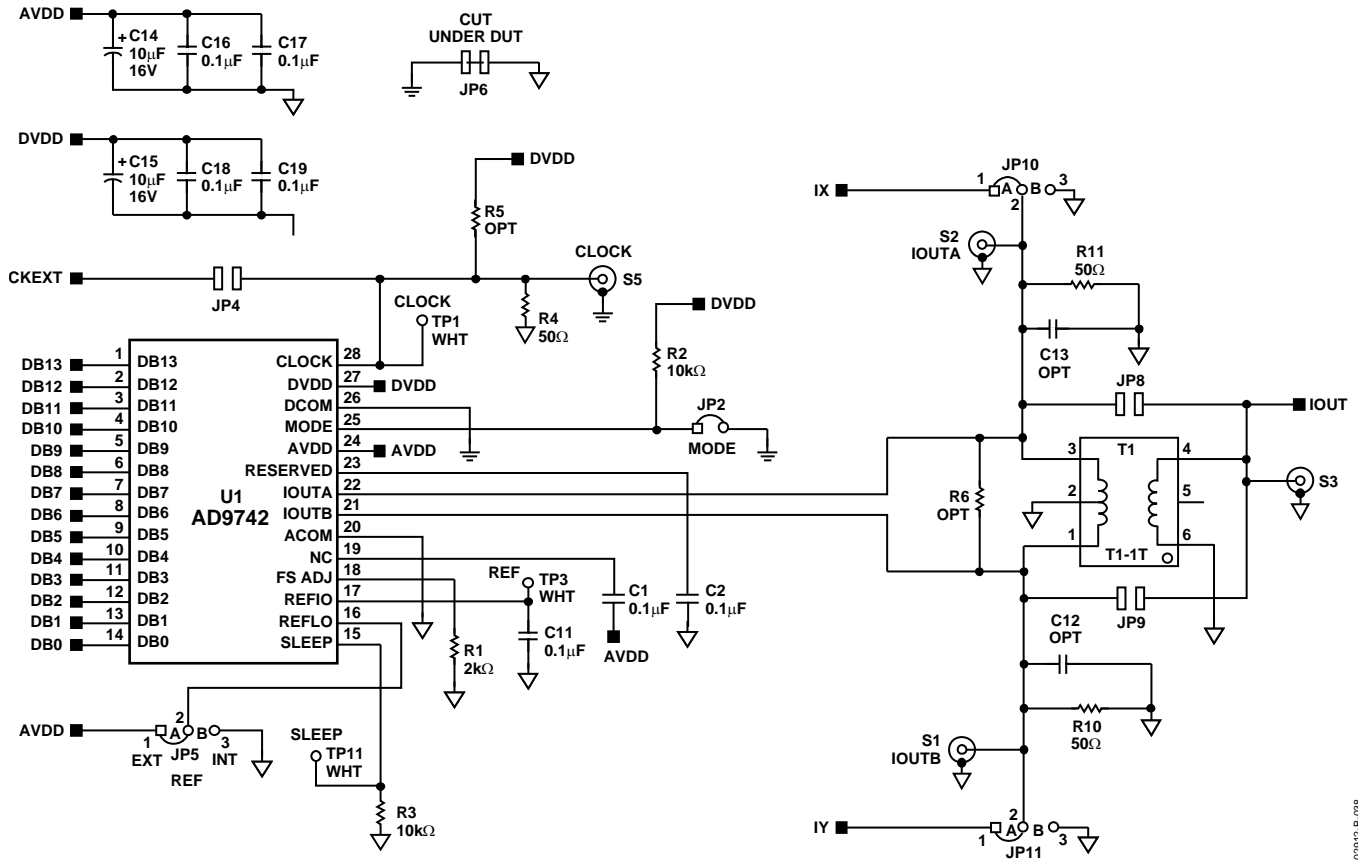 AVDD
C14
10µF
16V
C16
0.1µF
C17
0.1µF
CUT
UNDER DUT
JP6
DVDD
C15
10µF
16V
C18
0.1µF
C19
0.1µF
DVDD
R5
OPT
CKEXT
JP4
CLOCK
S5
CLOCK
TP1
WHT
R4
50Ω
DVDD
R2
10kΩ
JP2
MODE
DB13 1 DB13
DB12 2 DB12
DB11 3 DB11
DB10 4 DB10
DB9 5 DB9
DB8 6 DB8
DB7 7 DB7
DB6 8 DB6
DB5 9 DB5
DB4 10 DB4
DB3 11 DB3
DB2 12 DB2
DB1 13 DB1
DB0 14 DB0
U1
AD9742
CLOCK 28
DVDD 27 DVDD
DCOM 26
MODE 25
AVDD 24 AVDD
RESERVED 23
IOUTA 22
IOUTB 21
ACOM 20
NC 19
FS ADJ 18
REFIO 17
REFLO 16
SLEEP 15
REF
TP3
WHT
C1
0.1µF
AVDD
C2
0.1µF
C11
0.1µF
R1
2kΩ
AVDD
1 A 2 B 3
EXT JP5 INT
REF
SLEEP
TP11
WHT
R3
10kΩ
IX
JP10
1 A B 3
2
S2
IOUTA
R11
50Ω
C13
OPT
JP8
IOUT
R6
OPT
3 T1 4
2 5
1 6
T1-1T
S3
JP9
C12
OPT
R10
50Ω
S1
IOUTB
IY
2
1 A B 3
JP11
02912-B-038